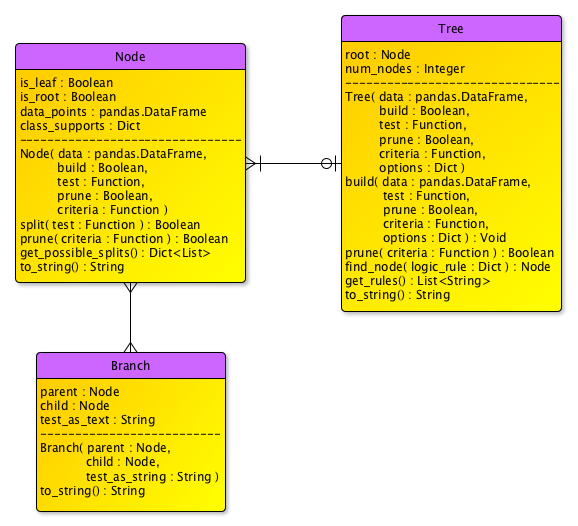 Node
is_leaf : Boolean
is_root : Boolean
data_points : pandas.DataFrame
class_supports : Dict
--------------------------------
Node( data : pandas.DataFrame,
build : Boolean,
test : Function,
prune : Boolean,
criteria : Function )
split( test : Function ) : Boolean
prune( criteria : Function ) : Boolean
get_possible_splits() : Dict<List>
to_string() : String
Tree
root : Node
num_nodes : Integer
-------------------------------
Tree( data : pandas.DataFrame,
build : Boolean,
test : Function,
prune : Boolean,
criteria : Function,
options : Dict )
build( data : pandas.DataFrame,
test : Function,
prune : Boolean,
criteria : Function,
options : Dict ) : Void
prune( criteria : Function ) : Boolean
find_node( logic_rule : Dict ) : Node
get_rules() : List<String>
to_string() : String
Branch
parent : Node
child : Node
test_as_text : String
--------------------------
Branch( parent : Node,
child : Node,
test_as_string : String )
to_string() : String